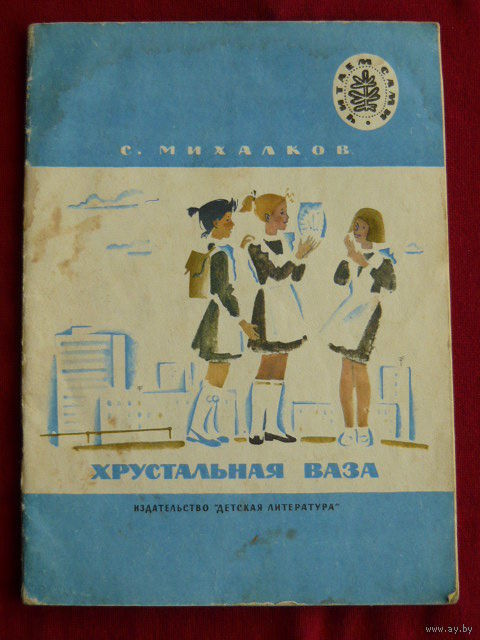 ЧИТАЕМ САМИ
С. МИХАЛКОВ
ХРУСТАЛЬНАЯ ВАЗА
ИЗДАТЕЛЬСТВО "ДЕТСКАЯ ЛИТЕРАТУРА"
www.ay.by